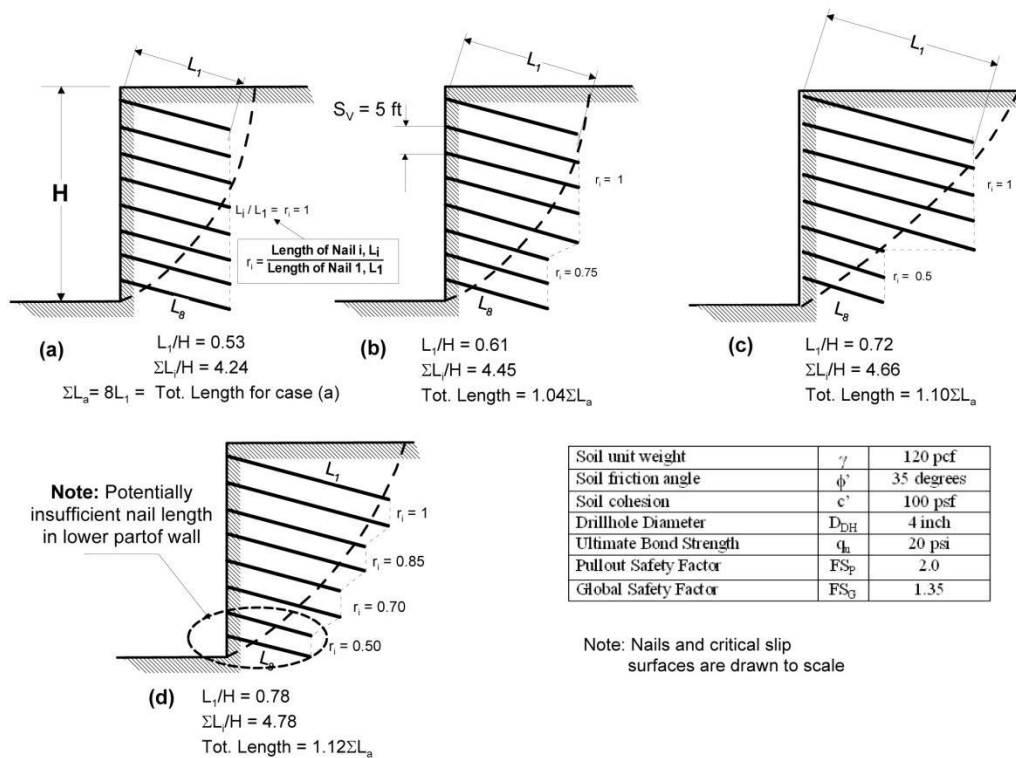 L1
H
Li / L1 = ri = 1
ri = Length of Nail i, Li
Length of Nail 1, L1
L8
(a)
L1/H = 0.53
ΣLi/H = 4.24
ΣLa= 8L1 = Tot. Length for case (a)
L1
SV = 5 ft
ri = 1
ri = 0.75
L8
(b)
L1/H = 0.61
ΣLi/H = 4.45
Tot. Length = 1.04ΣLa
L1
ri = 1
ri = 0.5
L8
(c)
L1/H = 0.72
ΣLi/H = 4.66
Tot. Length = 1.10ΣLa
Note: Potentially
insufficient nail length
in lower partof wall
L1
ri = 1
ri = 0.85
ri = 0.70
ri = 0.50
L8
(d)
L1/H = 0.78
ΣLi/H = 4.78
Tot. Length = 1.12ΣLa
Soil unit weight γ 120 pcf
Soil friction angle ϕ' 35 degrees
Soil cohesion c' 100 psf
Drillhole Diameter DDH 4 inch
Ultimate Bond Strength qu 20 psi
Pullout Safety Factor FSP 2.0
Global Safety Factor FSG 1.35
Note: Nails and critical slip
surfaces are drawn to scale